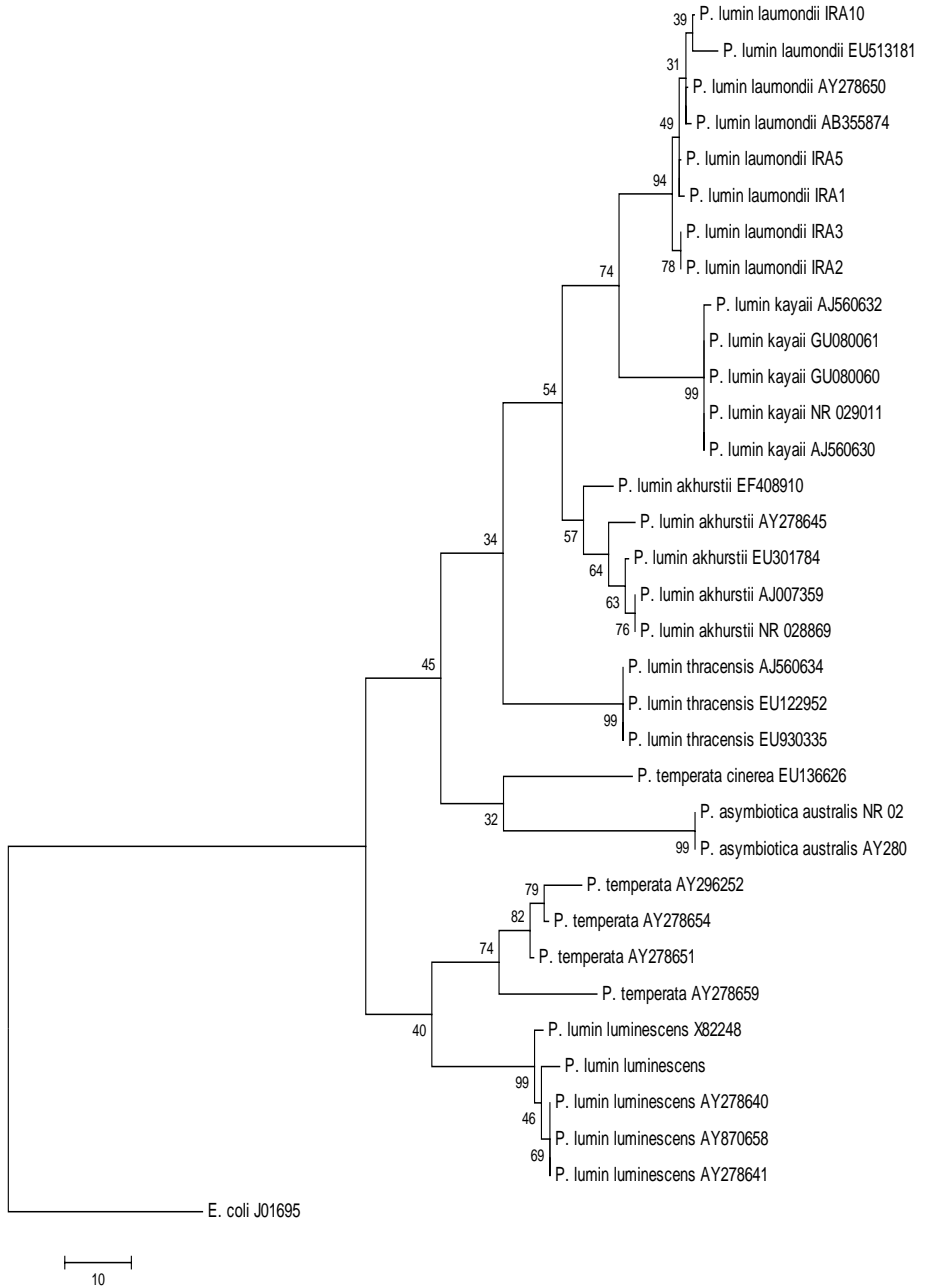 P. lumin laumondii IRA10
39
P. lumin laumondii EU513181
31
P. lumin laumondii AY278650
49
P. lumin laumondii AB355874
P. lumin laumondii IRA5
94
P. lumin laumondii IRA1
P. lumin laumondii IRA3
78
P. lumin laumondii IRA2
74
P. lumin kayaii AJ560632
P. lumin kayaii GU080061
P. lumin kayaii GU080060
99
54
P. lumin kayaii NR 029011
P. lumin kayaii AJ560630
P. lumin akhurstii EF408910
57
P. lumin akhurstii AY278645
34
64
P. lumin akhurstii EU301784
63
P. lumin akhurstii AJ007359
76
P. lumin akhurstii NR 028869
45
P. lumin thracensis AJ560634
P. lumin thracensis EU122952
99
P. lumin thracensis EU930335
P. temperata cinerea EU136626
32
P. asymbiotica australis NR 02
99
P. asymbiotica australis AY280
79
P. temperata AY296252
82
P. temperata AY278654
74
P. temperata AY278651
P. temperata AY278659
40
P. lumin luminescens X82248
99
P. lumin luminescens
46
P. lumin luminescens AY278640
P. lumin luminescens AY870658
69
P. lumin luminescens AY278641
E. coli J01695
10